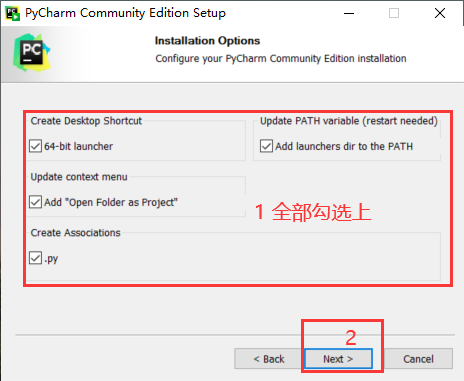 PyCharm Community Edition Setup
PC
Installation Options
Configure your PyCharm Community Edition installation
Create Desktop Shortcut
64-bit launcher
Update PATH variable (restart needed)
Add launchers dir to the PATH
Update context menu
Add "Open Folder as Project"
1 全部勾选上
Create Associations
.py
2
< Back
Next >
Cancel